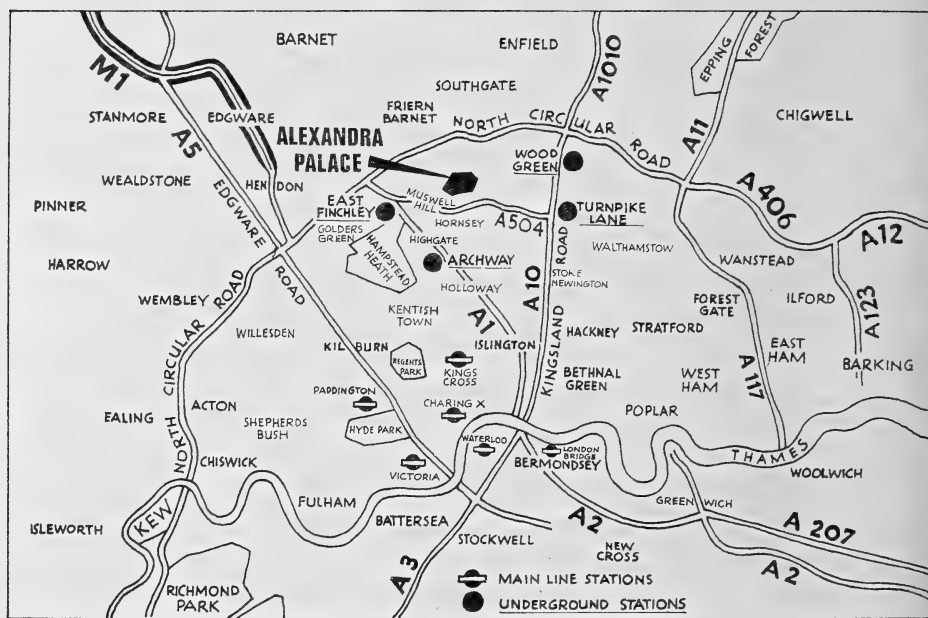 BARNET
ENFIELD
EPPING
FOREST
M1
A1010
SOUTHGATE
STANMORE
EDGWARE
FRIERN
BARNET
NORTH CIRCULAR ROAD
A11
CHIGWELL
A5
ALEXANDRA
PALACE
WOOD
GREEN
WEALDSTONE
HENDON
EDGWARE ROAD
MUSWELL
HILL
A406
PINNER
EAST
FINCHLEY
TURNPIKE
LANE
A12
GOLDERS
GREEN
HORNSEY
A504
HIGHGATE
WALTHAMSTOW
HARROW
HAMPSTEAD
HEATH
ARCHWAY
WANSTEAD
HOLLOWAY
STOKE
NEWINGTON
WEMBLEY
KENTISH
TOWN
A1
A10
KINGSLAND ROAD
FOREST
GATE
ILFORD
A123
WILLESDEN
NORTH CIRCULAR ROAD
KILBURN
REGENTS
PARK
ISLINGTON
HACKNEY
STRATFORD
EAST
HAM
BARKING
KINGS
CROSS
BETHNAL
GREEN
WEST
HAM
A117
PADDINGTON
CHARING X
POPLAR
EALING
ACTON
SHEPHERDS
BUSH
HYDE PARK
WATERLOO
LONDON
BRIDGE
THAMES
CHISWICK
VICTORIA
BERMONDSEY
WOOLWICH
FULHAM
GREENWICH
ISLEWORTH
KEW
BATTERSEA
A2
A 207
STOCKWELL
NEW
CROSS
A3
A2
RICHMOND
PARK
MAIN LINE STATIONS
UNDERGROUND STATIONS